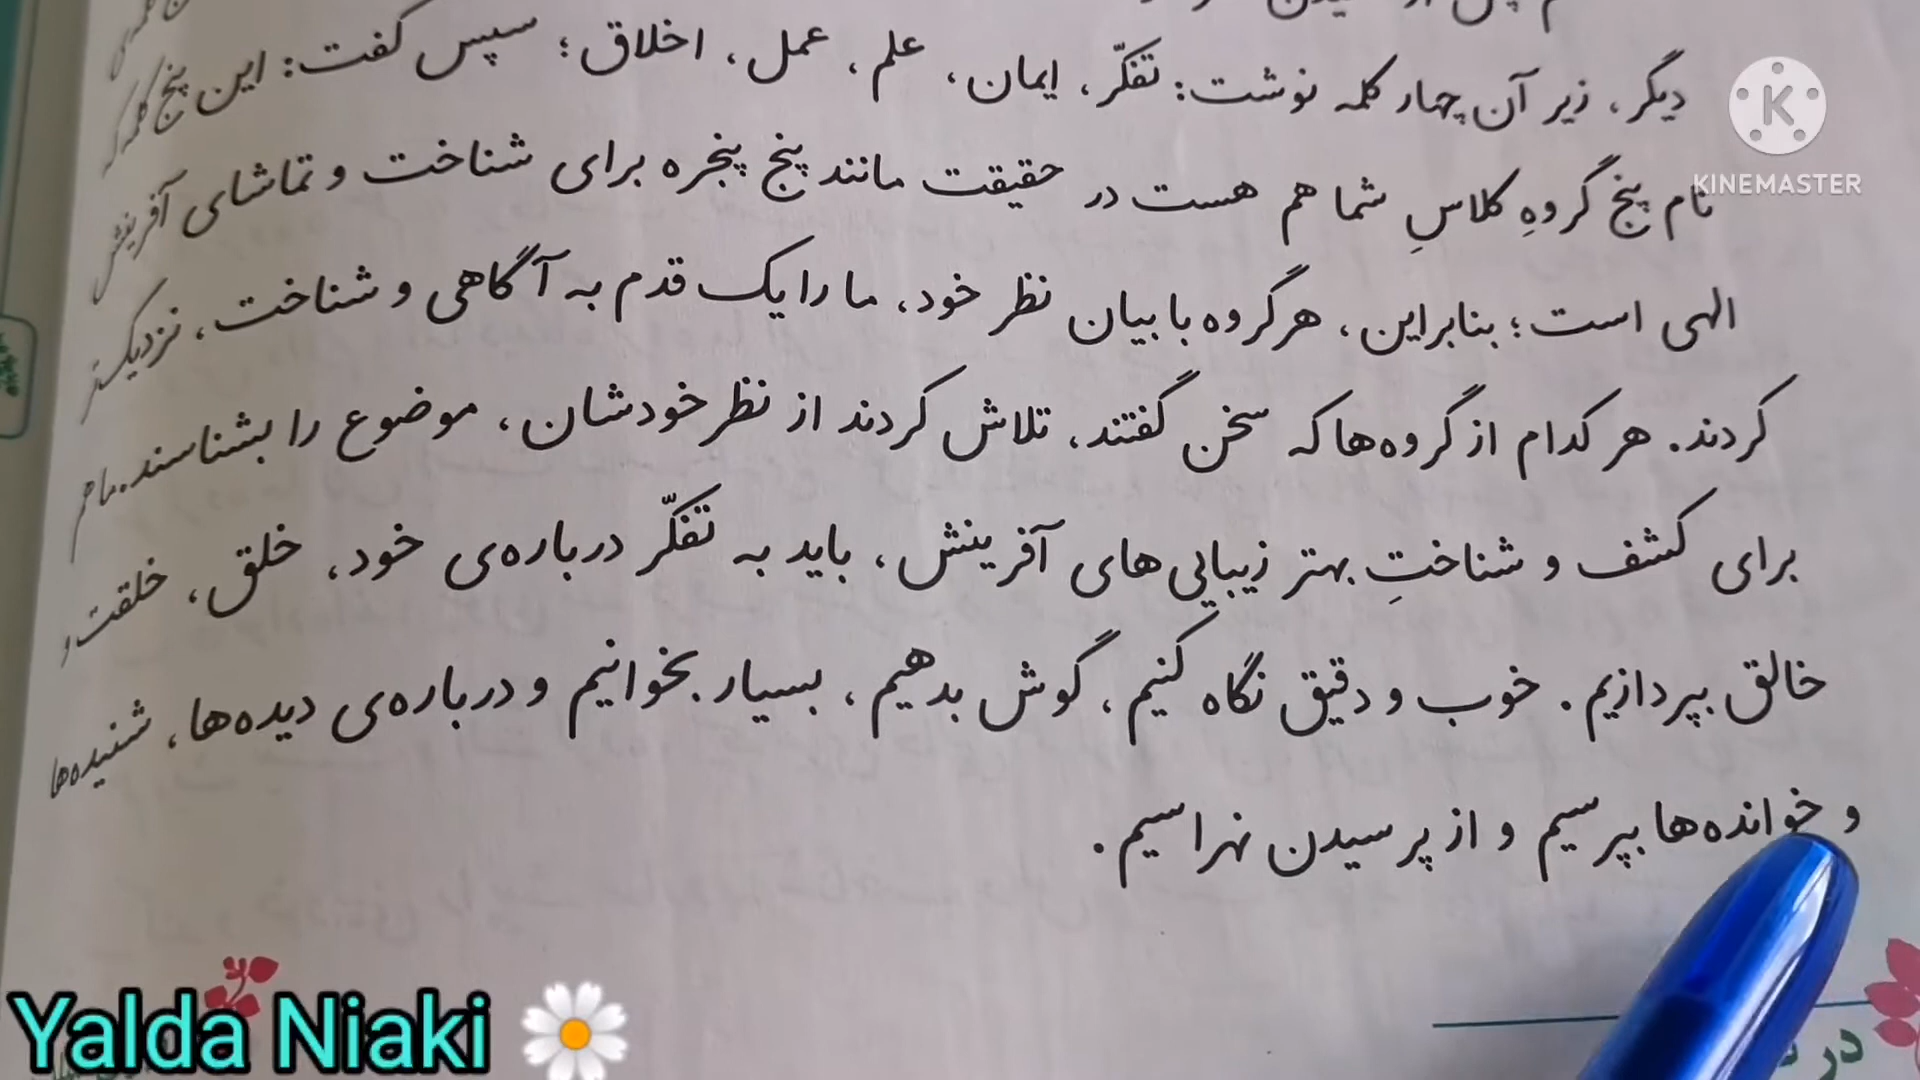 دیگر، زیر آن چهار کلمه نوشت: تفکّر، ایمان، علم، عمل، اخلاق؛ سپس گفت: این پنج کلمه که
نام پنج گروهِ کلاسِ شما هم هست در حقیقت مانند پنج پنجره برای شناخت و تماشای آفرینش
الهی است؛ بنابراین، هر گروه با بیان نظر خود، ما را یک قدم به آگاهی و شناخت، نزدیک‌تر
کردند. هر کدام از گروه‌ها که سخن گفتند، تلاش کردند از نظر خودشان، موضوع را بشناسند. ما هم
برای کشف و شناختِ بهتر زیبایی‌های آفرینش، باید به تفکّر درباره‌ی خود، خلق، خلقت و
خالق بپردازیم. خوب و دقیق نگاه کنیم، گوش بدهیم، بسیار بخوانیم و درباره‌ی دیده‌ها، شنیده‌ها
و خوانده‌ها بپرسیم و از پرسیدن نهراسیم.
K
KINEMASTER
Yalda Niaki